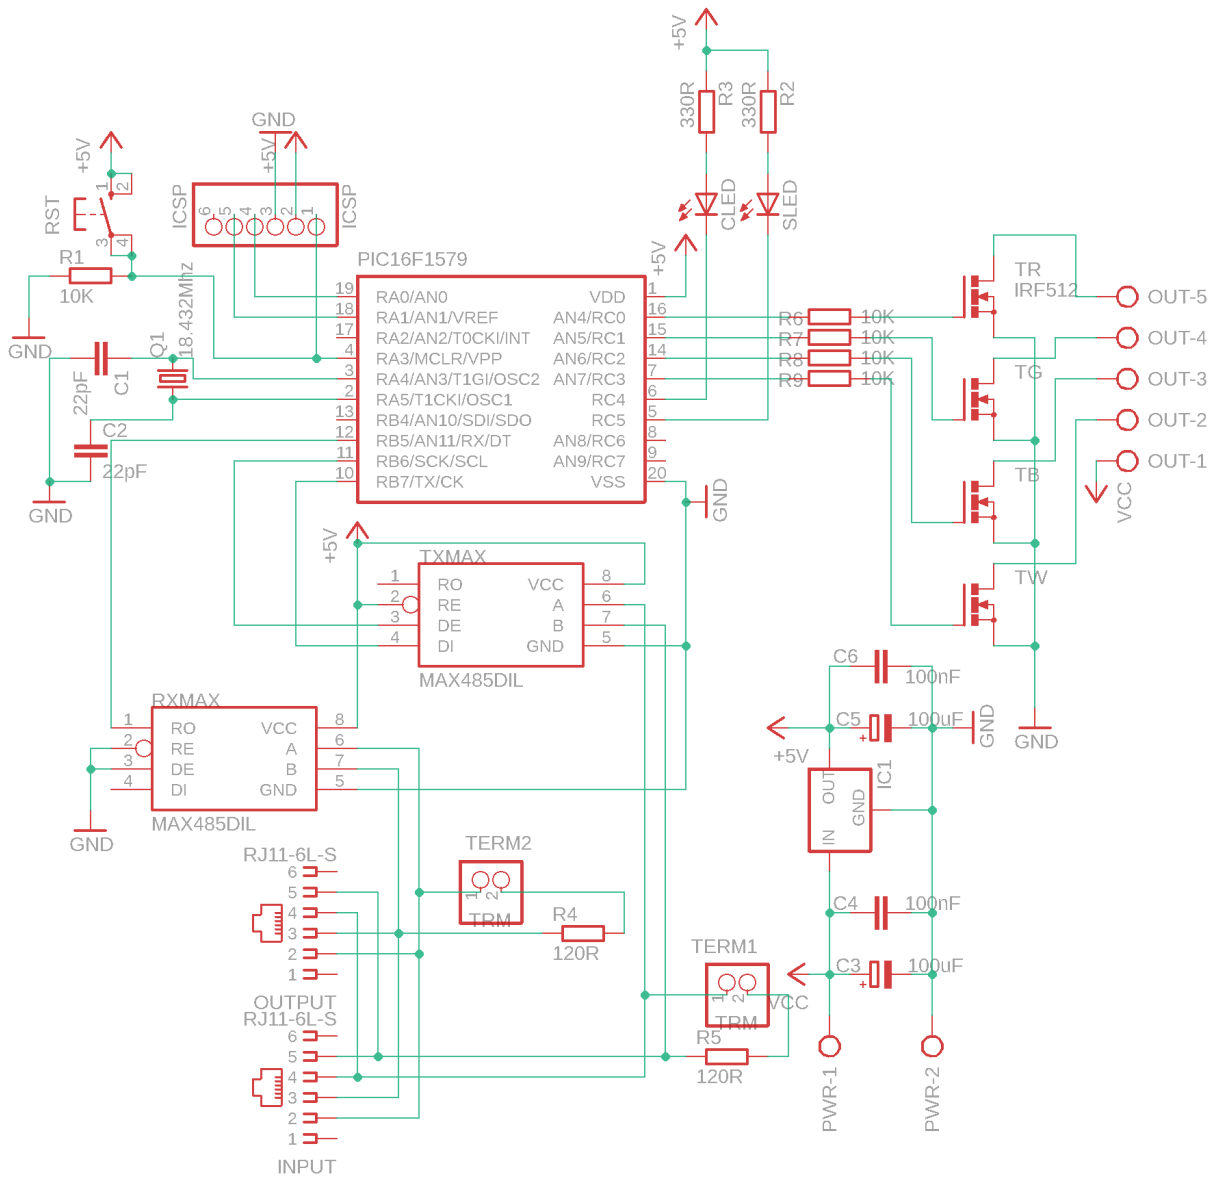 +5V
330R
R3
330R
R2
CLED
SLED
+5V
1
2
RST
3
4
R1
10K
GND
GND
+5V
ICSP
6
5
4
3
2
1
ICSP
Q1
18.432Mhz
C1
22pF
C2
22pF
GND
PIC16F1579
19
RA0/AN0
18
RA1/AN1/VREF
17
RA2/AN2/T0CKI/INT
4
RA3/MCLR/VPP
3
RA4/AN3/T1GI/OSC2
2
RA5/T1CKI/OSC1
13
RB4/AN10/SDI/SDO
12
RB5/AN11/RX/DT
11
RB6/SCK/SCL
10
RB7/TX/CK
VDD
1
AN4/RC0
16
AN5/RC1
15
AN6/RC2
14
AN7/RC3
7
RC4
6
RC5
5
AN8/RC6
8
AN9/RC7
9
VSS
20
+5V
GND
R6
10K
R7
10K
R8
10K
R9
10K
TR
IRF512
TG
TB
TW
OUT-5
OUT-4
OUT-3
OUT-2
OUT-1
VCC
GND
+5V
TXMAX
1
RO
VCC
8
2
RE
A
6
3
DE
B
7
4
DI
GND
5
MAX485DIL
RXMAX
1
RO
VCC
8
2
RE
A
6
3
DE
B
7
4
DI
GND
5
MAX485DIL
GND
C6
100nF
C5
100uF
+
+5V
GND
IC1
OUT
GND
IN
C4
100nF
C3
100uF
+
VCC
PWR-1
PWR-2
RJ11-6L-S
6
5
4
3
2
1
OUTPUT
RJ11-6L-S
6
5
4
3
2
1
INPUT
TERM2
1
2
TRM
R4
120R
TERM1
1
2
TRM
R5
120R